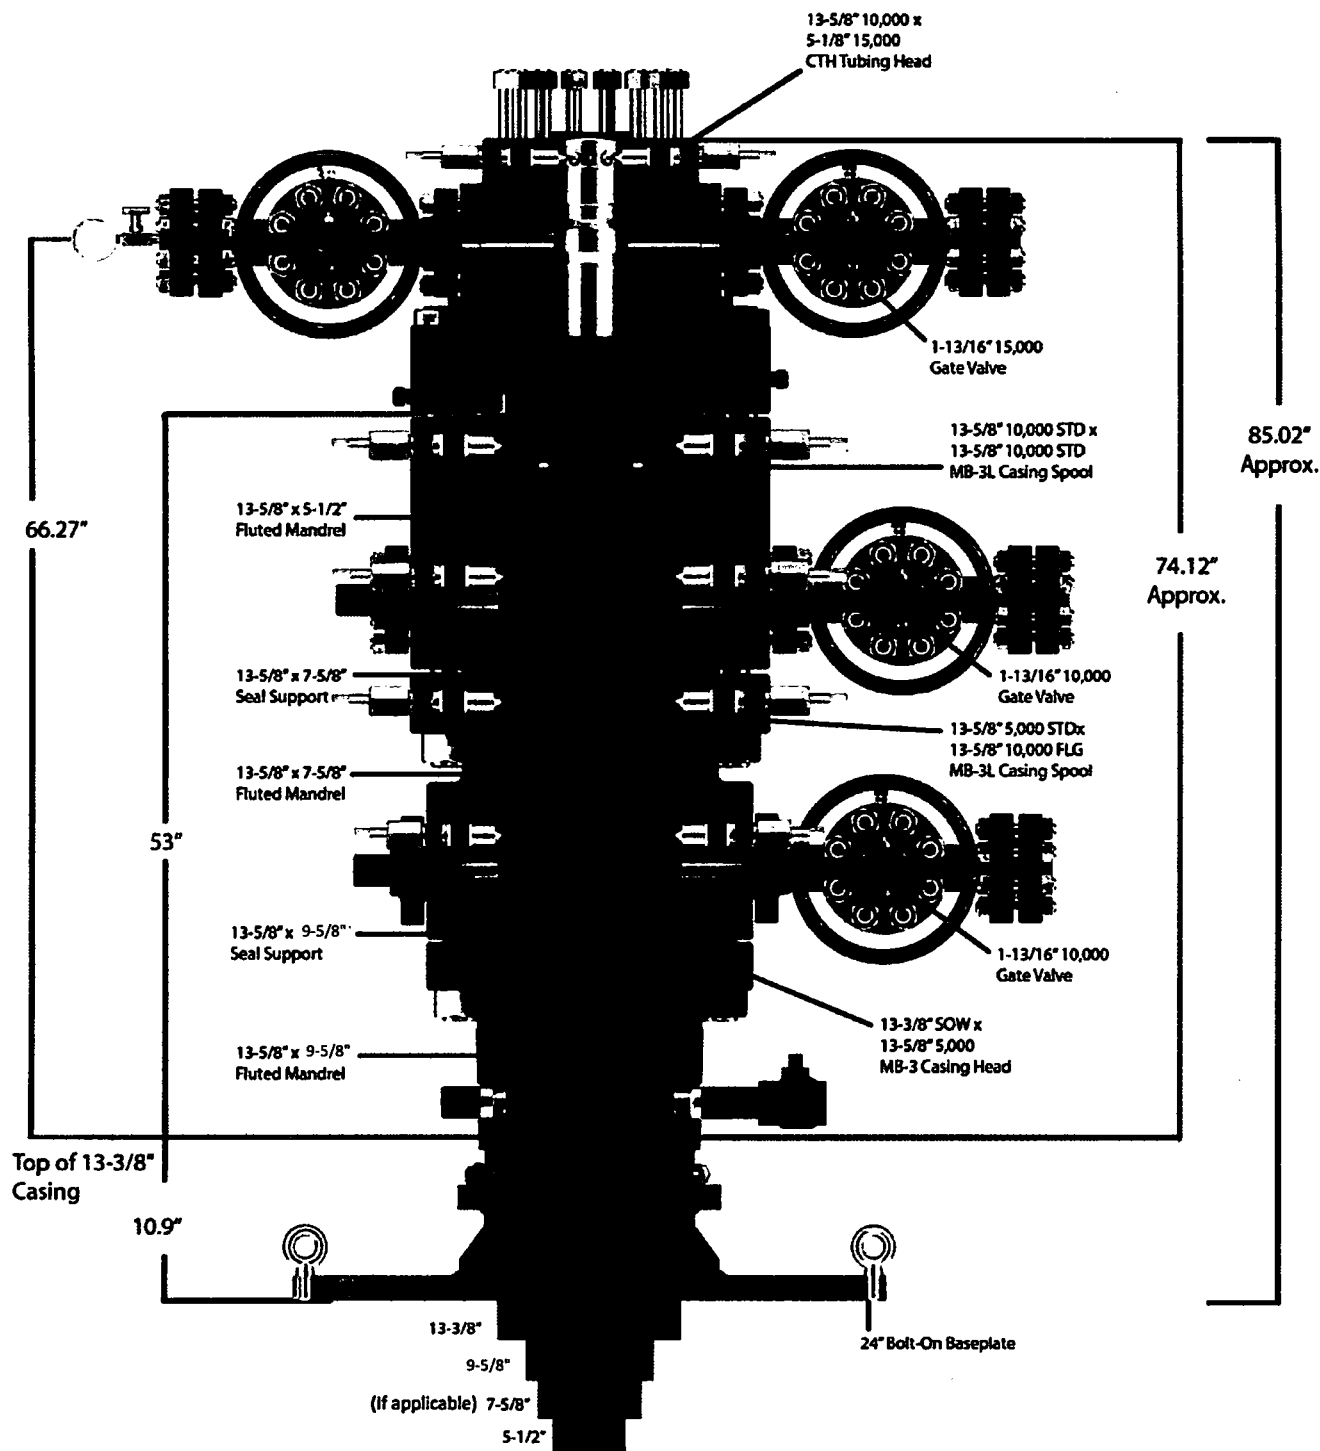 13-5/8" 10,000 x
5-1/8" 15,000
CTH Tubing Head
1-13/16" 15,000
Gate Valve
13-5/8" 10,000 STD x
13-5/8" 10,000 STD
MB-3L Casing Spool
85.02"
Approx.
66.27"
13-5/8" x 5-1/2"
Fluted Mandrel
74.12"
Approx.
13-5/8" x 7-5/8"
Seal Support
1-13/16" 10,000
Gate Valve
13-5/8" 5,000 STDx
13-5/8" 10,000 FLG
MB-3L Casing Spool
13-5/8" x 7-5/8"
Fluted Mandrel
53"
13-5/8" x 9-5/8"
Seal Support
1-13/16" 10,000
Gate Valve
13-3/8" SOW x
13-5/8" 5,000
MB-3 Casing Head
13-5/8" x 9-5/8"
Fluted Mandrel
Top of 13-3/8"
Casing
10.9"
13-3/8"
24" Bolt-On Baseplate
9-5/8"
(If applicable) 7-5/8"
5-1/2"